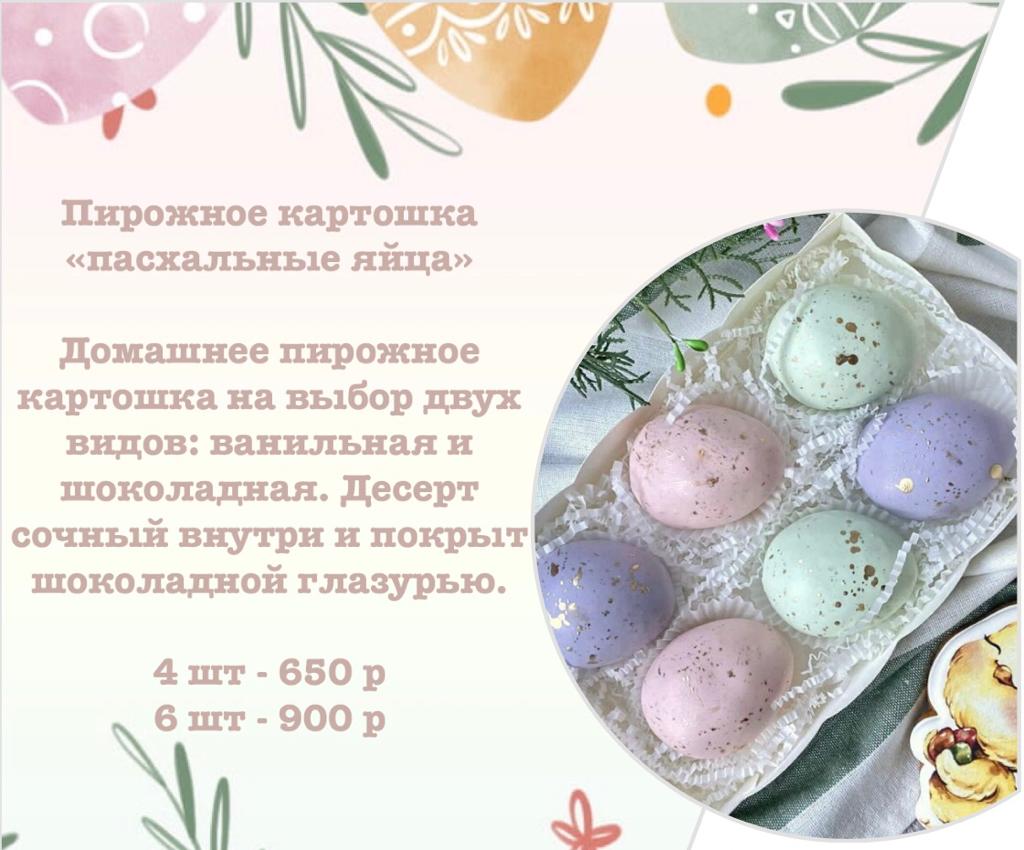 Пирожное картошка
«пасхальные яйца»
Домашнее пирожное
картошка на выбор двух
видов: ванильная и
шоколадная. Десерт
сочный внутри и покрыт
шоколадной глазурью.
4 шт - 650 р
6 шт - 900 р